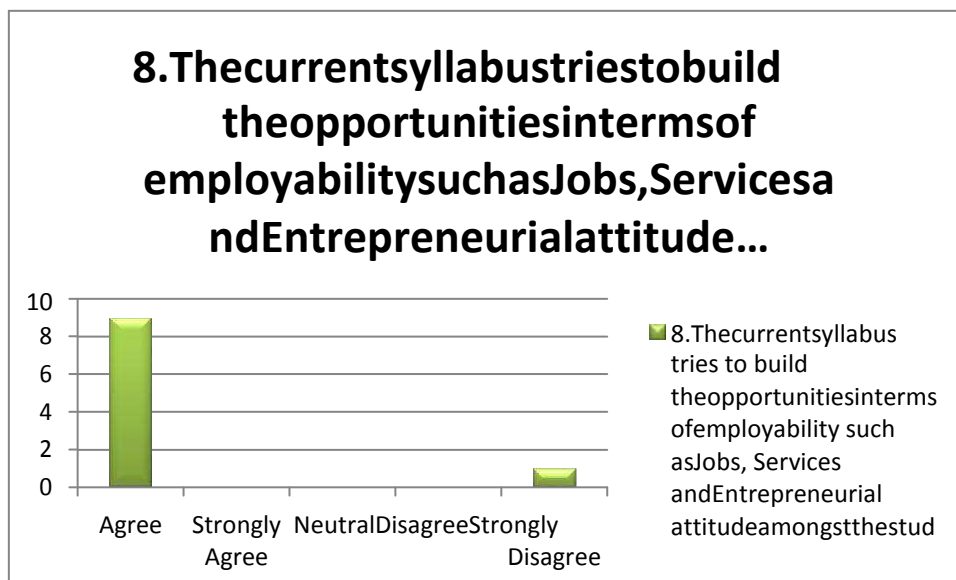 8.Thecurrentsyllabustriestobuild
theopportunitiesintermsof
employabilitysuchasJobs,Servicesa
ndEntrepreneurialattitude…
10
8
6
4
2
0
Agree
Strongly
Agree
NeutralDisagreeStrongly
Disagree
8.Thecurrentsyllabus
tries to build
theopportunitiesinterms
ofemployability such
asJobs, Services
andEntrepreneurial
attitudeamongstthestud